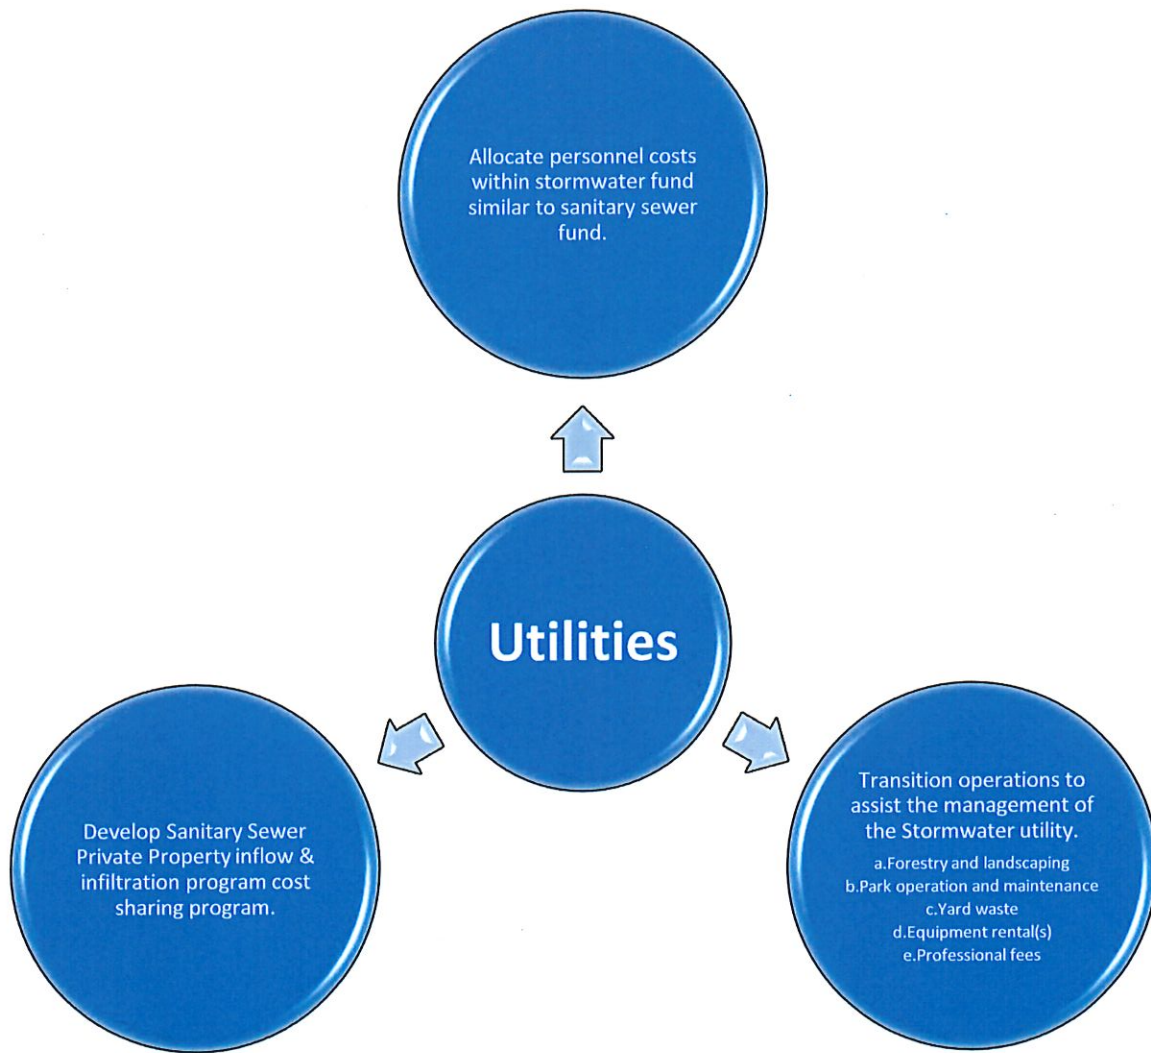 Allocate personnel costs
within stormwater fund
similar to sanitary sewer
fund.
Utilities
Develop Sanitary Sewer
Private Property inflow &
infiltration program cost
sharing program.
Transition operations to
assist the management of
the Stormwater utility.
a.Forestry and landscaping
b.Park operation and maintenance
c.Yard waste
d.Equipment rental(s)
e.Professional fees